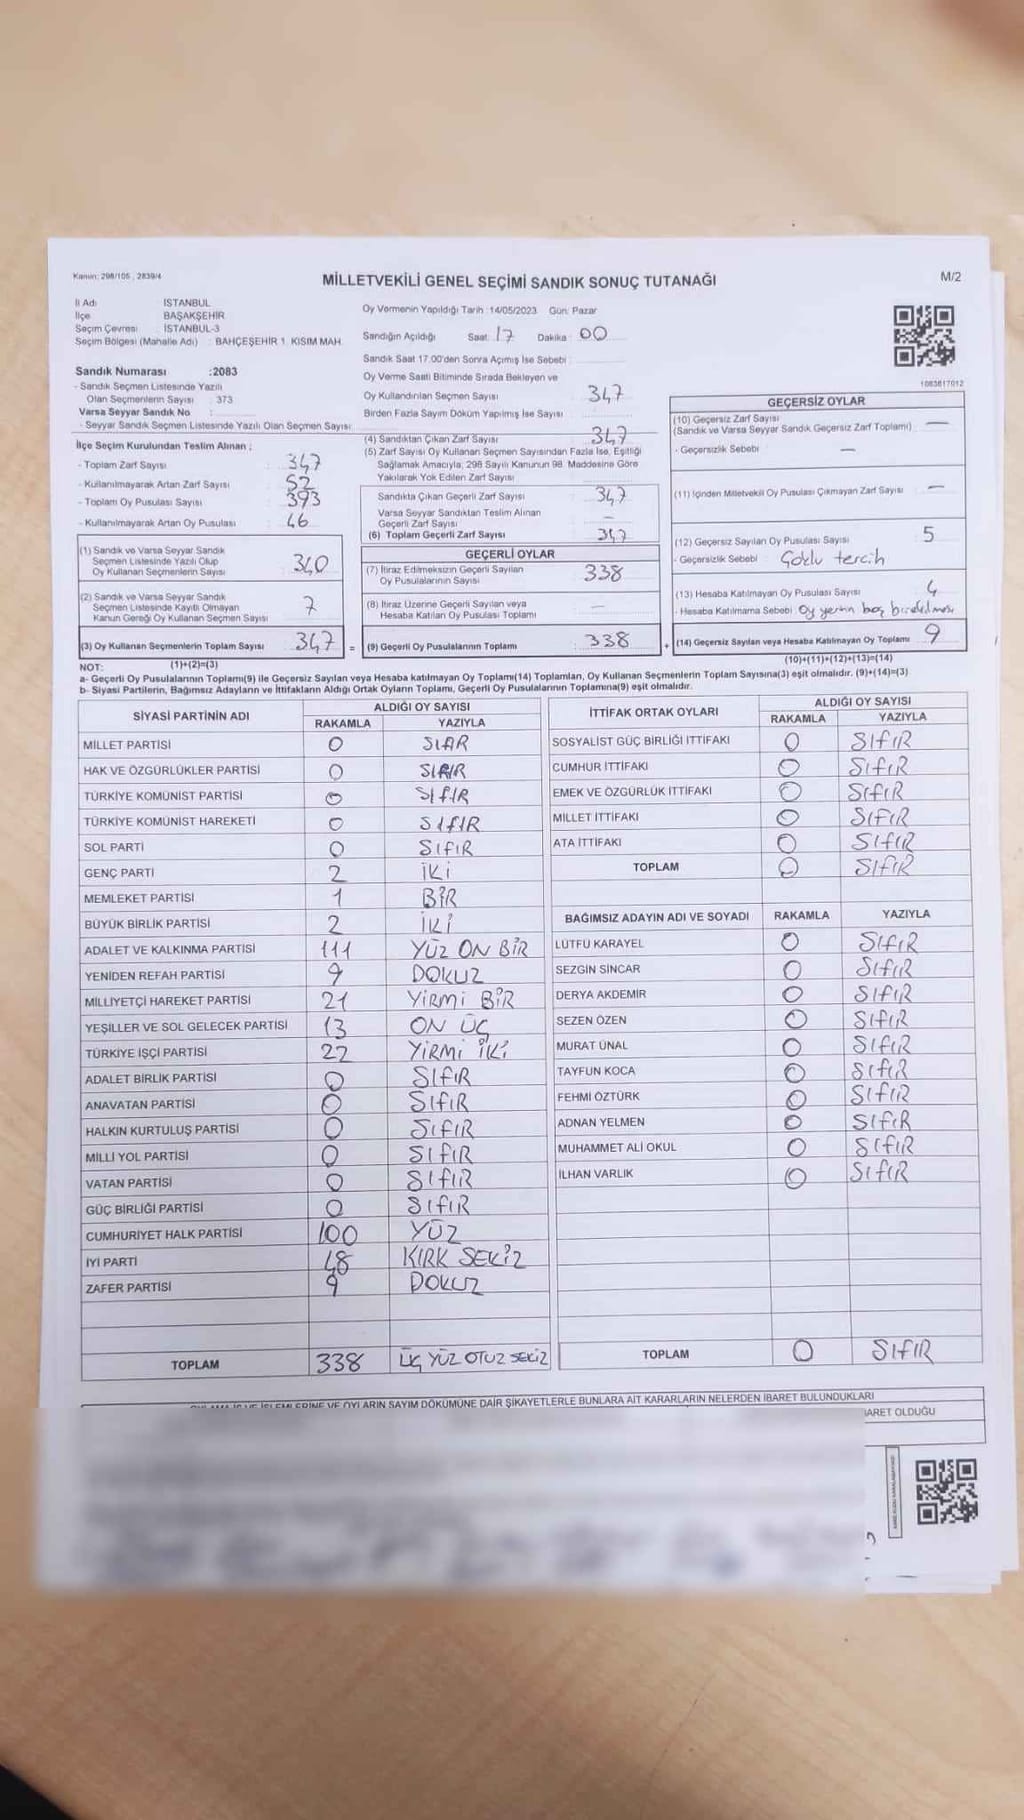 Kanun: 298/105 , 2839/4
MİLLETVEKİLİ GENEL SEÇİMİ SANDIK SONUÇ TUTANAĞI
M/2
İl Adı : İSTANBUL
İlçe : BAŞAKŞEHİR
Seçim Çevresi : İSTANBUL-3
Seçim Bölgesi (Mahalle Adı) : BAHÇEŞEHİR 1. KISIM MAH.
Sandık Numarası :2083
- Sandık Seçmen Listesinde Yazılı
Olan Seçmenlerin Sayısı : 373
Varsa Seyyar Sandık No :
- Seyyar Sandık Seçmen Listesinde Yazılı Olan Seçmen Sayısı:
Oy Vermenin Yapıldığı Tarih :14/05/2023 Gün: Pazar
Sandığın Açıldığı Saat: 17 Dakika : 00
Sandık Saat 17:00'den Sonra Açımış İse Sebebi :
Oy Verme Saati Bitiminde Sırada Bekleyen ve
Oy Kullandırılan Seçmen Sayısı : 347
Birden Fazla Sayım Döküm Yapılmış İse Sayısı :
1083817012
İlçe Seçim Kurulundan Teslim Alınan ;
- Toplam Zarf Sayısı : 347
- Kullanılmayarak Artan Zarf Sayısı : 52
- Toplam Oy Pusulası Sayısı : 393
- Kullanılmayarak Artan Oy Pusulası : 46
(4) Sandıktan Çıkan Zarf Sayısı : 347
(5) Zarf Sayısı Oy Kullanan Seçmen Sayısından Fazla İse, Eşitliği
Sağlamak Amacıyla; 298 Sayılı Kanunun 98. Maddesine Göre
Yakılarak Yok Edilen Zarf Sayısı :
Sandıkta Çıkan Geçerli Zarf Sayısı : 347
Varsa Seyyar Sandıktan Teslim Alınan
Geçerli Zarf Sayısı : –
(6) Toplam Geçerli Zarf Sayısı : 347
GEÇERSİZ OYLAR
(10) Geçersiz Zarf Sayısı : —
(Sandık ve Varsa Seyyar Sandık Geçersiz Zarf Toplamı)
- Geçersizlik Sebebi : —
(11) İçinden Milletvekili Oy Pusulası Çıkmayan Zarf Sayısı : –
(12) Geçersiz Sayılan Oy Pusulası Sayısı : 5
- Geçersizlik Sebebi : Çoklu tercih
(13) Hesaba Katılmayan Oy Pusulası Sayısı : 4
- Hesaba Katılmama Sebebi : Oy yerinin boş bırakılması
(14) Geçersiz Sayılan veya Hesaba Katılmayan Oy Toplamı : 9
(10)+(11)+(12)+(13)=(14)
(1) Sandık ve Varsa Seyyar Sandık
Seçmen Listesinde Yazılı Olup
Oy Kullanan Seçmenlerin Sayısı : 340
(2) Sandık ve Varsa Seyyar Sandık
Seçmen Listesinde Kayıtlı Olmayan
Kanun Gereği Oy Kullanan Seçmen Sayısı : 7
(3) Oy Kullanan Seçmenlerin Toplam Sayısı : 347 =
GEÇERLİ OYLAR
(7) İtiraz Edilmeksizin Geçerli Sayılan
Oy Pusulalarının Sayısı : 338
(8) İtiraz Üzerine Geçerli Sayılan veya
Hesaba Katılan Oy Pusulası Toplamı : —
(9) Geçerli Oy Pusulalarının Toplamı : 338 +
NOT: (1)+(2)=(3)
a- Geçerli Oy Pusulaları Toplamı(9) ile Geçersiz Sayılan veya Hesaba katılmayan Oy Toplamı(14) Toplamları, Oy Kullanan Seçmenlerin Toplam Sayısına(3) eşit olmalıdır. (9)+(14)=(3)
b- Siyasi Partilerin, Bağımsız Adayların ve İttifakların Aldığı Ortak Oyların Toplamı, Geçerli Oy Pusulalarının Toplamına(9) eşit olmalıdır.
SİYASİ PARTİNİN ADI ALDIĞI OY SAYISI
RAKAMLA YAZIYLA
MİLLET PARTİSİ 0
HAK VE ÖZGÜRLÜKLER PARTİSİ 0
TÜRKİYE KOMÜNİST PARTİSİ 0 SIFIR
TÜRKİYE KOMÜNİST HAREKETİ 0 SIFIR
SOL PARTİ 0 SIFIR
GENÇ PARTİ 2 İKİ
MEMLEKET PARTİSİ 1 BİR
BÜYÜK BİRLİK PARTİSİ 2 İKİ
ADALET VE KALKINMA PARTİSİ 111 YÜZ ON BİR
YENİDEN REFAH PARTİSİ 9 DOKUZ
MİLLİYETÇİ HAREKET PARTİSİ 21 YİRMİ BİR
YEŞİLLER VE SOL GELECEK PARTİSİ 13 ON ÜÇ
TÜRKİYE İŞÇİ PARTİSİ 22 YİRMİ İKİ
ADALET BİRLİK PARTİSİ 0 SIFIR
ANAVATAN PARTİSİ 0 SIFIR
HALKIN KURTULUŞ PARTİSİ 0 SIFIR
MİLLİ YOL PARTİSİ 0 SIFIR
VATAN PARTİSİ 0 SIFIR
GÜÇ BİRLİĞİ PARTİSİ 0 SIFIR
CUMHURİYET HALK PARTİSİ 100 YÜZ
İYİ PARTİ 48 KIRK SEKİZ
ZAFER PARTİSİ 9 DOKUZ
TOPLAM 338 ÜÇ YÜZ OTUZ SEKİZ
İTTİFAK ORTAK OYLARI ALDIĞI OY SAYISI
RAKAMLA YAZIYLA
SOSYALİST GÜÇ BİRLİĞİ İTTİFAKI 0 SIFIR
CUMHUR İTTİFAKI 0 SIFIR
EMEK VE ÖZGÜRLÜK İTTİFAKI 0 SIFIR
MİLLET İTTİFAKI 0 SIFIR
ATA İTTİFAKI 0 SIFIR
TOPLAM 0 SIFIR
BAĞIMSIZ ADAYIN ADI VE SOYADI RAKAMLA YAZIYLA
LÜTFÜ KARAYEL 0 SIFIR
SEZGİN SİNCAR 0 SIFIR
DERYA AKDEMİR 0 SIFIR
SEZEN ÖZEN 0 SIFIR
MURAT ÜNAL 0 SIFIR
TAYFUN KOCA 0 SIFIR
FEHMİ ÖZTÜRK 0 SIFIR
ADNAN YELMEN 0 SIFIR
MUHAMMET ALİ OKUL 0 SIFIR
İLHAN VARLIK 0 SIFIR
TOPLAM 0 SIFIR
VE OYLARIN SAYIM DÖKÜMÜNE DAİR ŞİKAYETLERLE BUNLARA AİT KARARLARIN NELERDEN İBARET BULUNDUKLARI
OLDUĞU